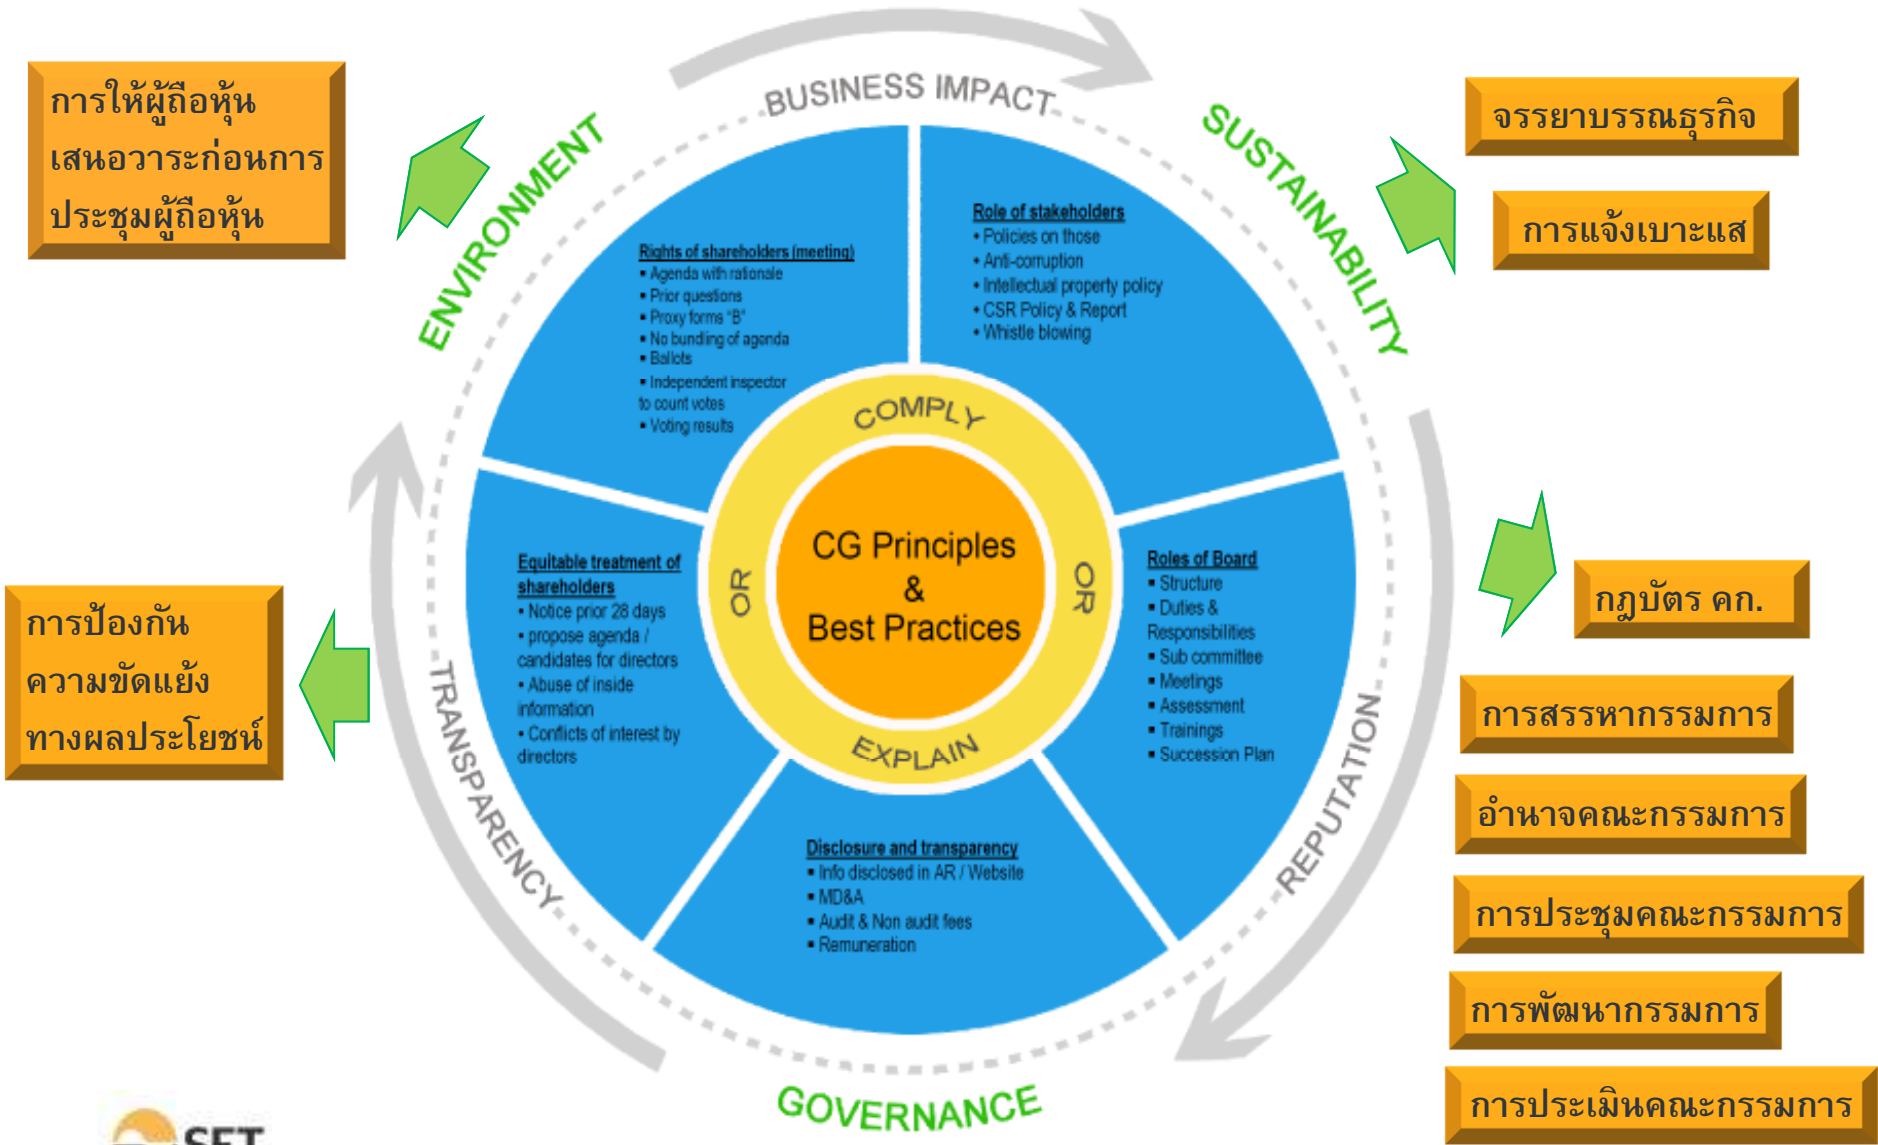 การให้ผู้ถือหุ้น
เสนอวาระก่อนการ
ประชุมผู้ถือหุ้น
การป้องกัน
ความขัดแย้ง
ทางผลประโยชน์
BUSINESS IMPACT
ENVIRONMENT
SUSTAINABILITY
TRANSPARENCY
REPUTATION
GOVERNANCE
Rights of shareholders (meeting)
▪ Agenda with rationale
▪ Prior questions
▪ Proxy forms "B"
▪ No bundling of agenda
▪ Ballots
▪ Independent inspector
to count votes
▪ Voting results
Role of stakeholders
• Policies on those
• Anti-corruption
• Intellectual property policy
• CSR Policy & Report
• Whistle blowing
Equitable treatment of
shareholders
• Notice prior 28 days
• propose agenda /
candidates for directors
• Abuse of inside
information
• Conflicts of interest by
directors
COMPLY
OR
OR
EXPLAIN
CG Principles
&
Best Practices
Roles of Board
▪ Structure
▪ Duties &
Responsibilities
▪ Sub committee
▪ Meetings
▪ Assessment
▪ Trainings
▪ Succession Plan
Disclosure and transparency
▪ Info disclosed in AR / Website
▪ MD&A
▪ Audit & Non audit fees
▪ Remuneration
จรรยาบรรณธุรกิจ
การแจ้งเบาะแส
กฎบัตร คก.
การสรรหากรรมการ
อำนาจคณะกรรมการ
การประชุมคณะกรรมการ
การพัฒนากรรมการ
การประเมินคณะกรรมการ
SET